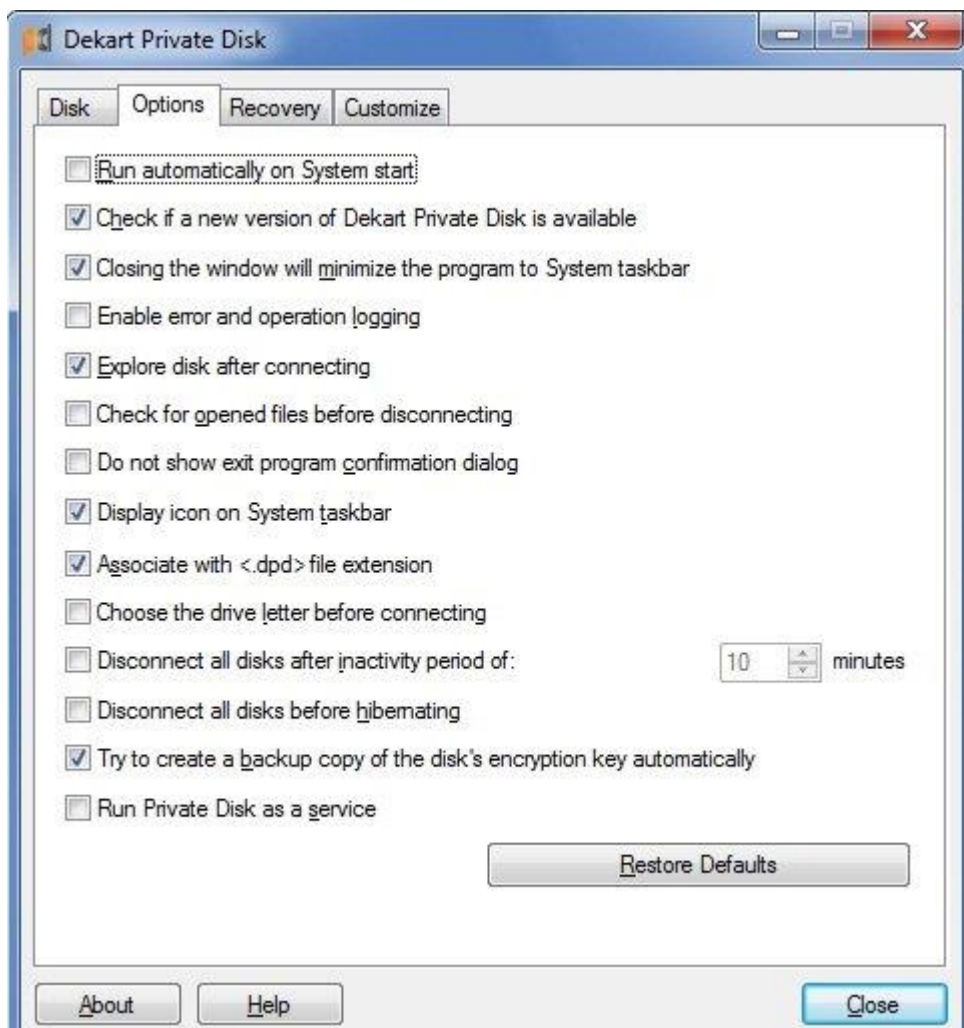 Dekart Private Disk
Disk Options Recovery Customize
Run automatically on System start
Check if a new version of Dekart Private Disk is available
Closing the window will minimize the program to System taskbar
Enable error and operation logging
Explore disk after connecting
Check for opened files before disconnecting
Do not show exit program confirmation dialog
Display icon on System taskbar
Associate with <.dpd> file extension
Choose the drive letter before connecting
Disconnect all disks after inactivity period of: 10 minutes
Disconnect all disks before hibernating
Try to create a backup copy of the disk's encryption key automatically
Run Private Disk as a service
Restore Defaults
About Help Close